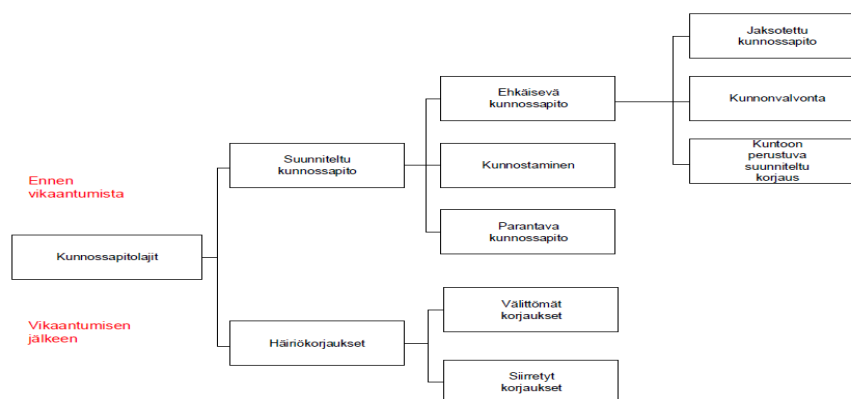 Jaksotettu
kunnossapito
Ehkäisevä
kunnossapito
Kunnonvalvonta
Suunniteltu
kunnossapito
Kunnostaminen
Kuntoon
perustuva
suunniteltu
korjaus
Ennen
vikaantumista
Parantava
kunnossapito
Kunnossapitolajit
Välittömät
korjaukset
Vikaantumisen
jälkeen
Häiriökorjaukset
Siirretyt
korjaukset